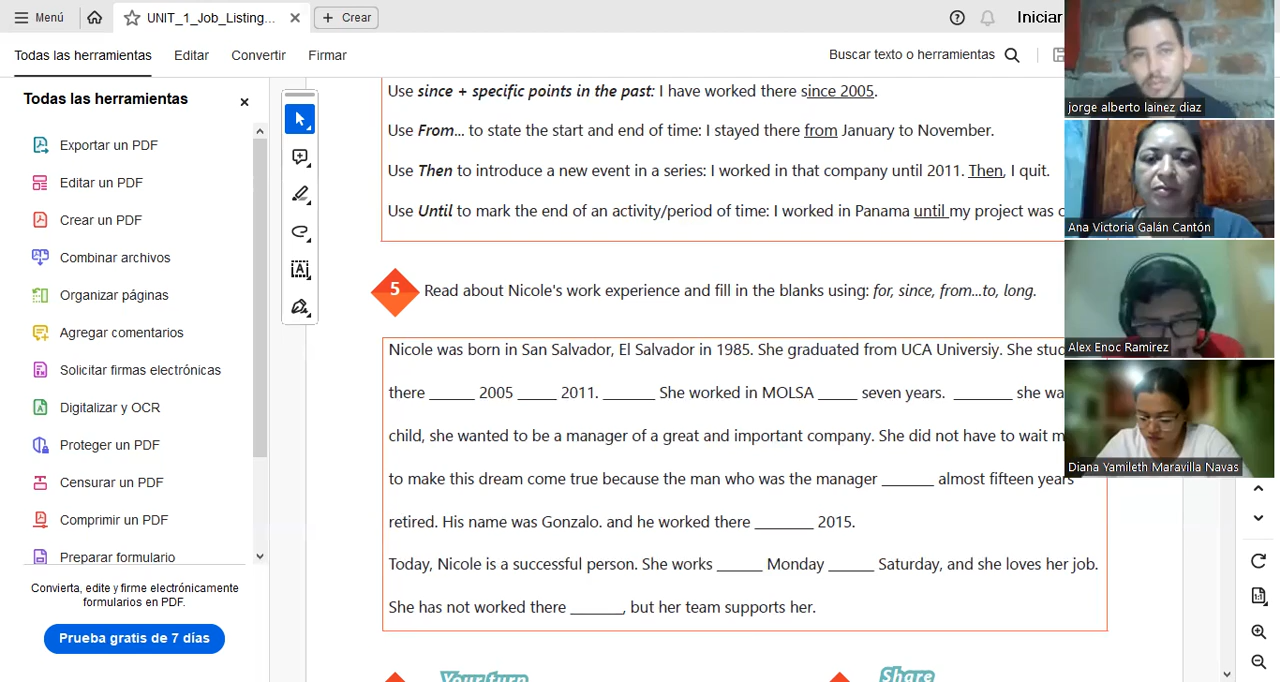 Menú
UNIT_1_Job_Listing...
Crear
Iniciar
Todas las herramientas
Editar
Convertir
Firmar
Buscar texto o herramientas
Todas las herramientas
Exportar un PDF
Editar un PDF
Crear un PDF
Combinar archivos
Organizar páginas
Agregar comentarios
Solicitar firmas electrónicas
Digitalizar y OCR
Proteger un PDF
Censurar un PDF
Comprimir un PDF
Preparar formulario
Convierta, edite y firme electrónicamente
formularios en PDF.
Prueba gratis de 7 días
Use since + specific points in the past: I have worked there since 2005.
Use From... to state the start and end of time: I stayed there from January to November.
Use Then to introduce a new event in a series: I worked in that company until 2011. Then, I quit.
Use Until to mark the end of an activity/period of time: I worked in Panama until my project was
5 Read about Nicole's work experience and fill in the blanks using: for, since, from...to, long.
Nicole was born in San Salvador, El Salvador in 1985. She graduated from UCA Universiy. She
there _____ 2005 _____ 2011. ______ She worked in MOLSA _____ seven years. _______ she
child, she wanted to be a manager of a great and important company. She did not have to wait
to make this dream come true because the man who was the manager ______ almost fifteen years
retired. His name was Gonzalo. and he worked there _______ 2015.
Today, Nicole is a successful person. She works _____ Monday _____ Saturday, and she loves her job.
She has not worked there ______, but her team supports her.
Your turn
Share
jorge alberto lainez diaz
Ana Victoria Galán Cantón
Alex Enoc Ramirez
Diana Yamileth Maravilla Navas